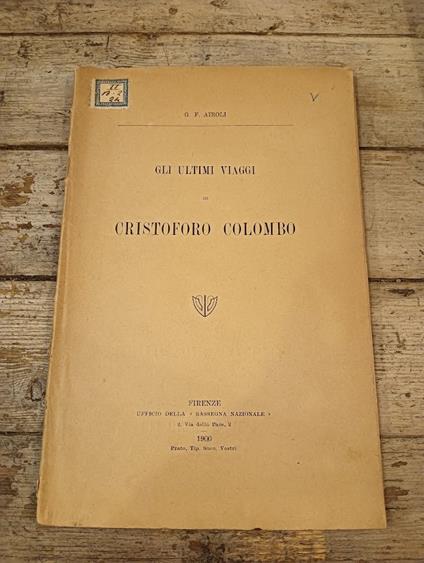 G. F. AIROLI
GLI ULTIMI VIAGGI
DI
CRISTOFORO COLOMBO
FIRENZE
UFFICIO DELLA « RASSEGNA NAZIONALE »
2, Via della Pace, 2
1900
Prato, Tip. Succ. Vestri